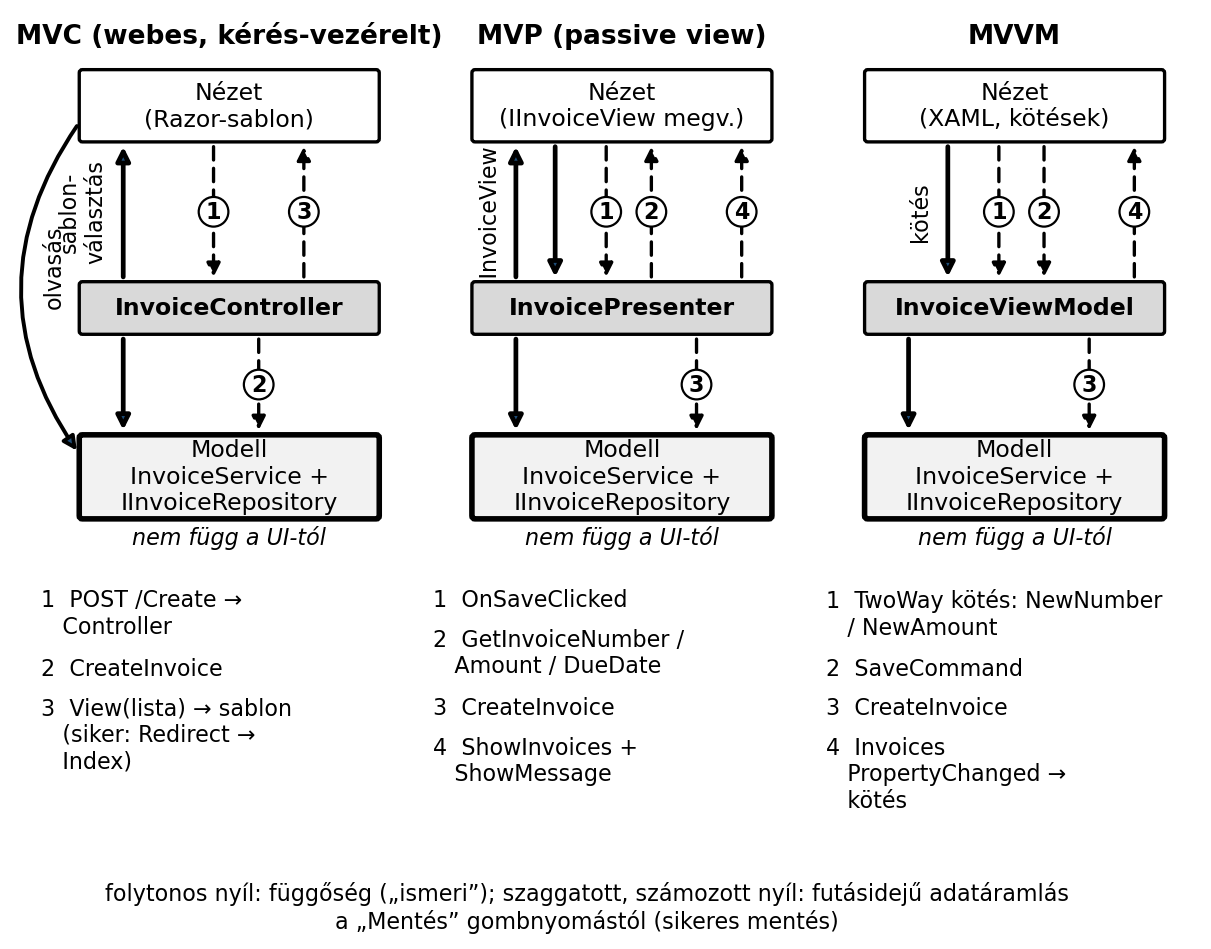 MVC (webes, kérés-vezérelt)
Nézet
(Razor-sablon)
olvasás
sablon-
választás
1
3
InvoiceController
2
Modell
InvoiceService +
IInvoiceRepository
nem függ a UI-tól
1 POST /Create →
Controller
2 CreateInvoice
3 View(lista) → sablon
(siker: Redirect →
Index)
MVP (passive view)
Nézet
(IInvoiceView megv.)
IInvoiceView
1
2
4
InvoicePresenter
3
Modell
InvoiceService +
IInvoiceRepository
nem függ a UI-tól
1 OnSaveClicked
2 GetInvoiceNumber /
Amount / DueDate
3 CreateInvoice
4 ShowInvoices +
ShowMessage
MVVM
Nézet
(XAML, kötések)
kötés
1
2
4
InvoiceViewModel
3
Modell
InvoiceService +
IInvoiceRepository
nem függ a UI-tól
1 TwoWay kötés: NewNumber
/ NewAmount
2 SaveCommand
3 CreateInvoice
4 Invoices
PropertyChanged →
kötés
folytonos nyíl: függőség („ismeri”); szaggatott, számozott nyíl: futásidejű adatáramlás
a „Mentés” gombnyomástól (sikeres mentés)